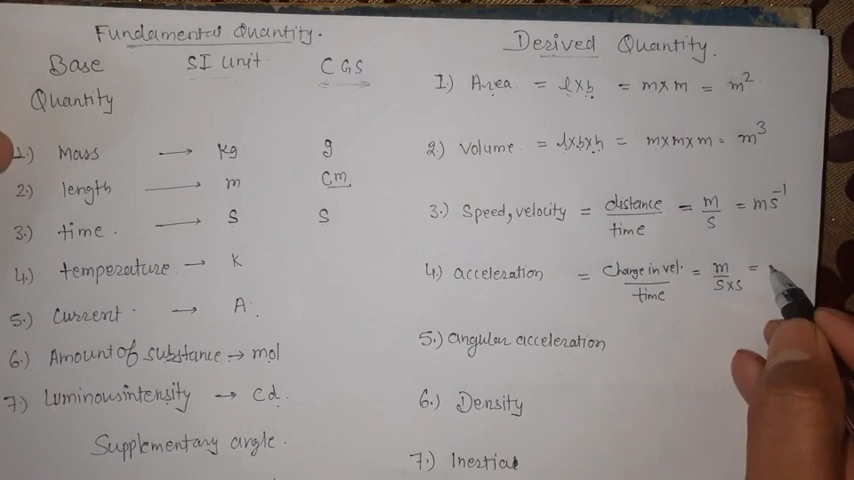 Fundamental Quantity.
Base Quantity SI Unit CGS
1.) Mass → Kg g
2.) length → m Cm
3.) time. → S S
4.) temperature → K
5.) Current. → A.
6.) Amount of substance → mol
7.) Luminous intensity → Cd.
Supplementary angle.
Derived Quantity.
1.) Area = l×b = m×m = m²
2.) Volume = l×b×h = m×m×m = m³
3.) Speed, velocity = distance/time = m/s = ms⁻¹
4.) acceleration = Change in vel./time = m/s×s =
5.) angular acceleration
6.) Density
7.) Inertia